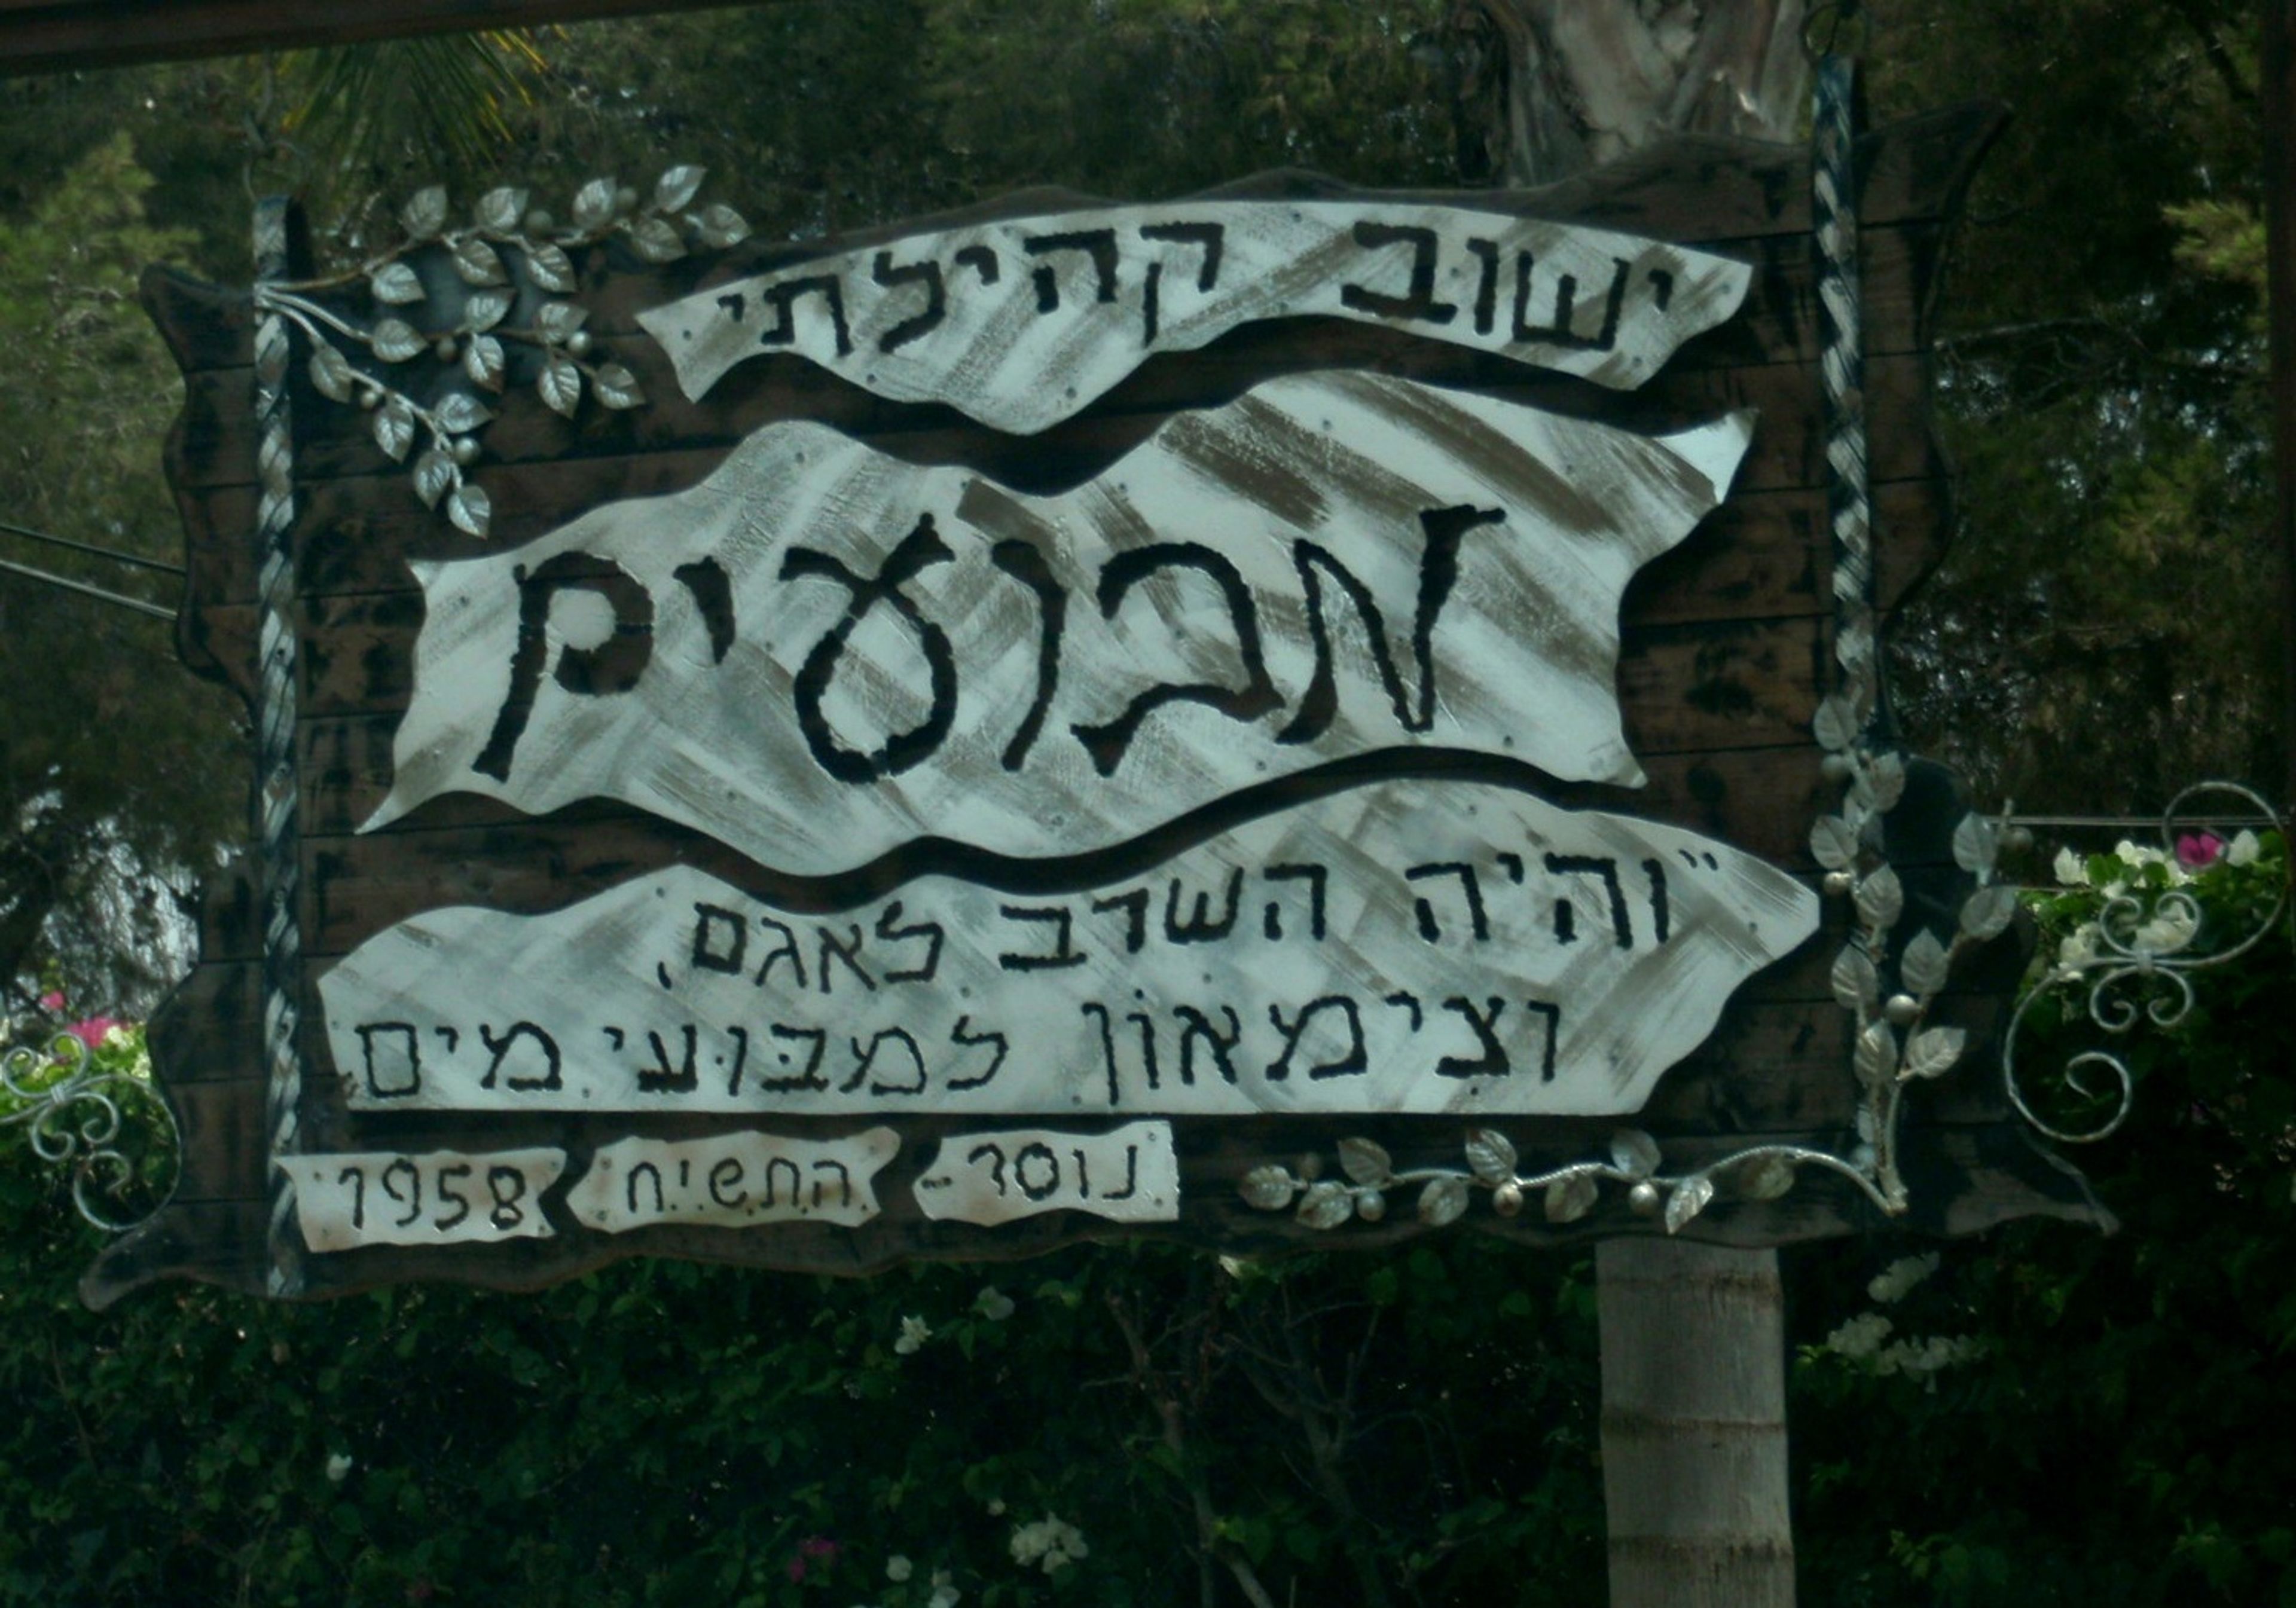 ישוב קהילתי
מבועים
"והיה השרב לאגם,
וצימאון למבועי מים
נוסד- התשי"ח 1958